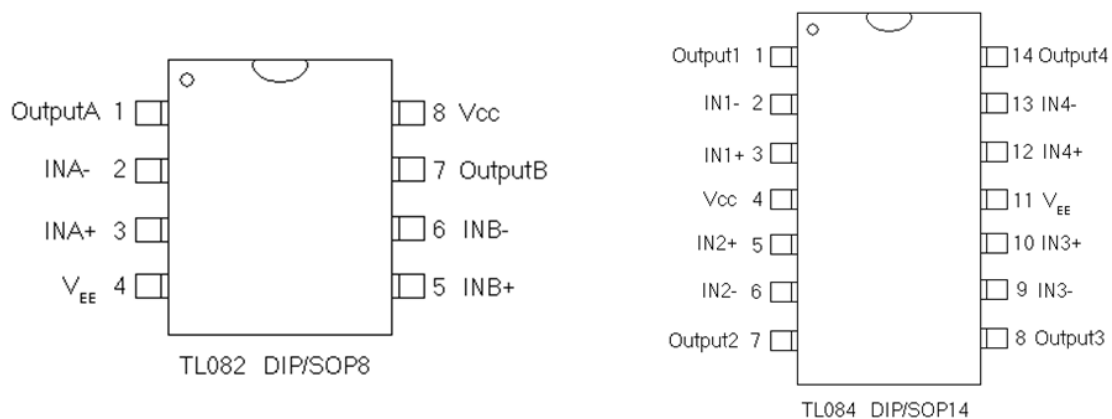 OutputA 1
INA- 2
INA+ 3
VEE 4
8 Vcc
7 OutputB
6 INB-
5 INB+
TL082 DIP/SOP8
Output1 1
IN1- 2
IN1+ 3
Vcc 4
IN2+ 5
IN2- 6
Output2 7
14 Output4
13 IN4-
12 IN4+
11 VEE
10 IN3+
9 IN3-
8 Output3
TL084 DIP/SOP14